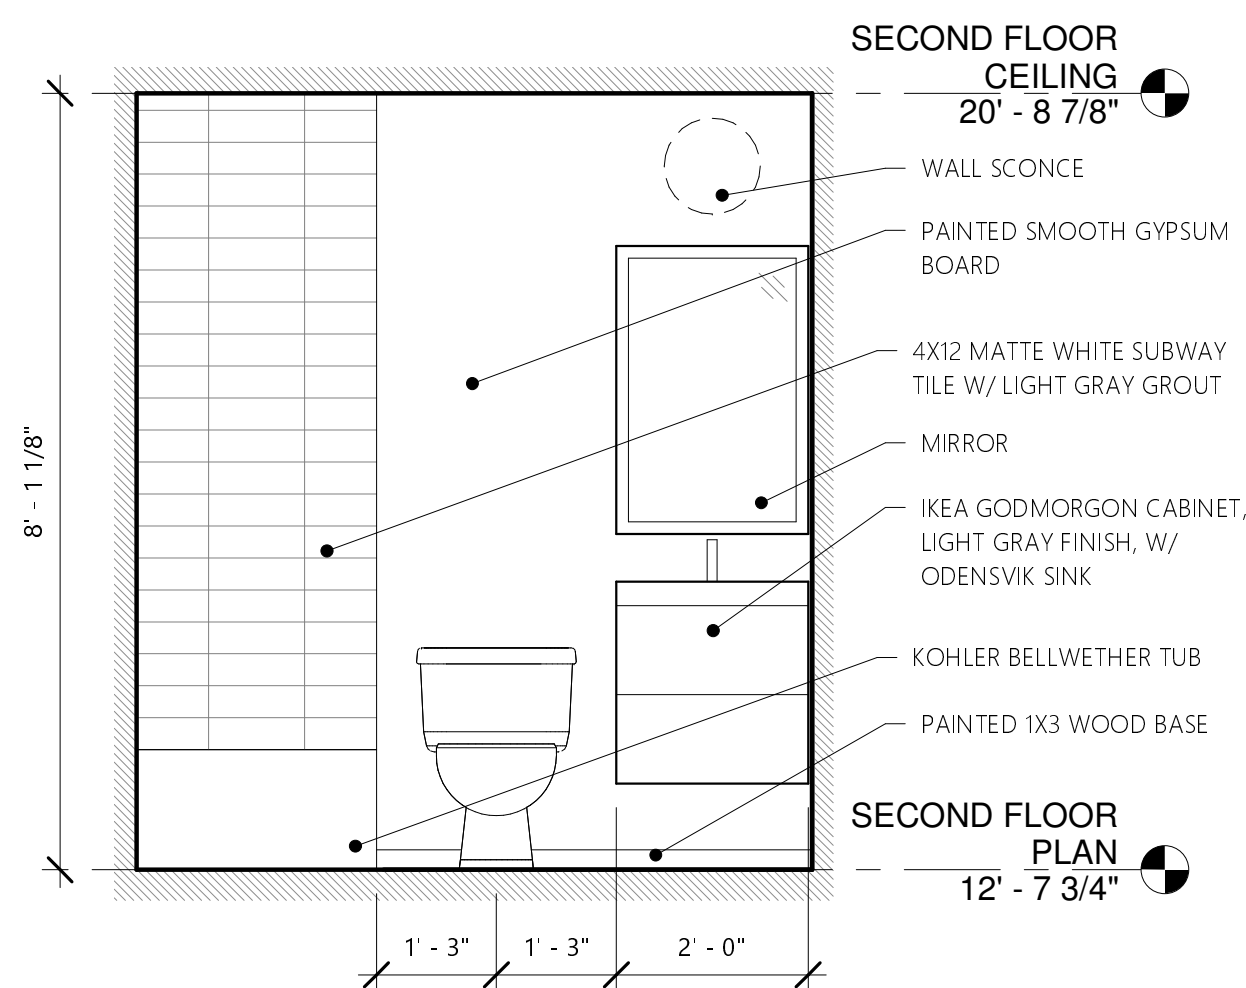 SECOND FLOOR
CEILING
20' - 8 7/8"
WALL SCONCE
PAINTED SMOOTH GYPSUM
BOARD
4X12 MATTE WHITE SUBWAY
TILE W/ LIGHT GRAY GROUT
MIRROR
8' - 1 1/8"
IKEA GODMORGON CABINET,
LIGHT GRAY FINISH, W/
ODENSVIK SINK
KOHLER BELLWETHER TUB
PAINTED 1X3 WOOD BASE
SECOND FLOOR
PLAN
12' - 7 3/4"
1' - 3"
1' - 3"
2' - 0"